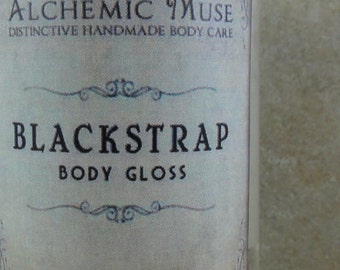 ALCHEMIC MUSE
DISTINCTIVE HANDMADE BODY CARE
BLACKSTRAP
BODY GLOSS